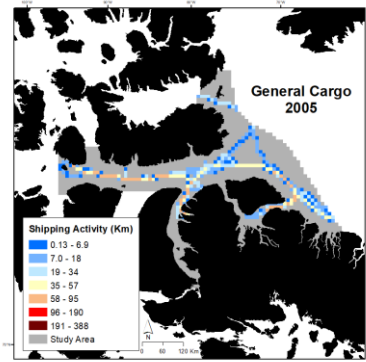 General Cargo
2005
Shipping Activity (Km)
0.13 - 6.9
7.0 - 18
19 - 34
35 - 57
58 - 95
96 - 190
191 - 388
Study Area
N
0 60 120 Km